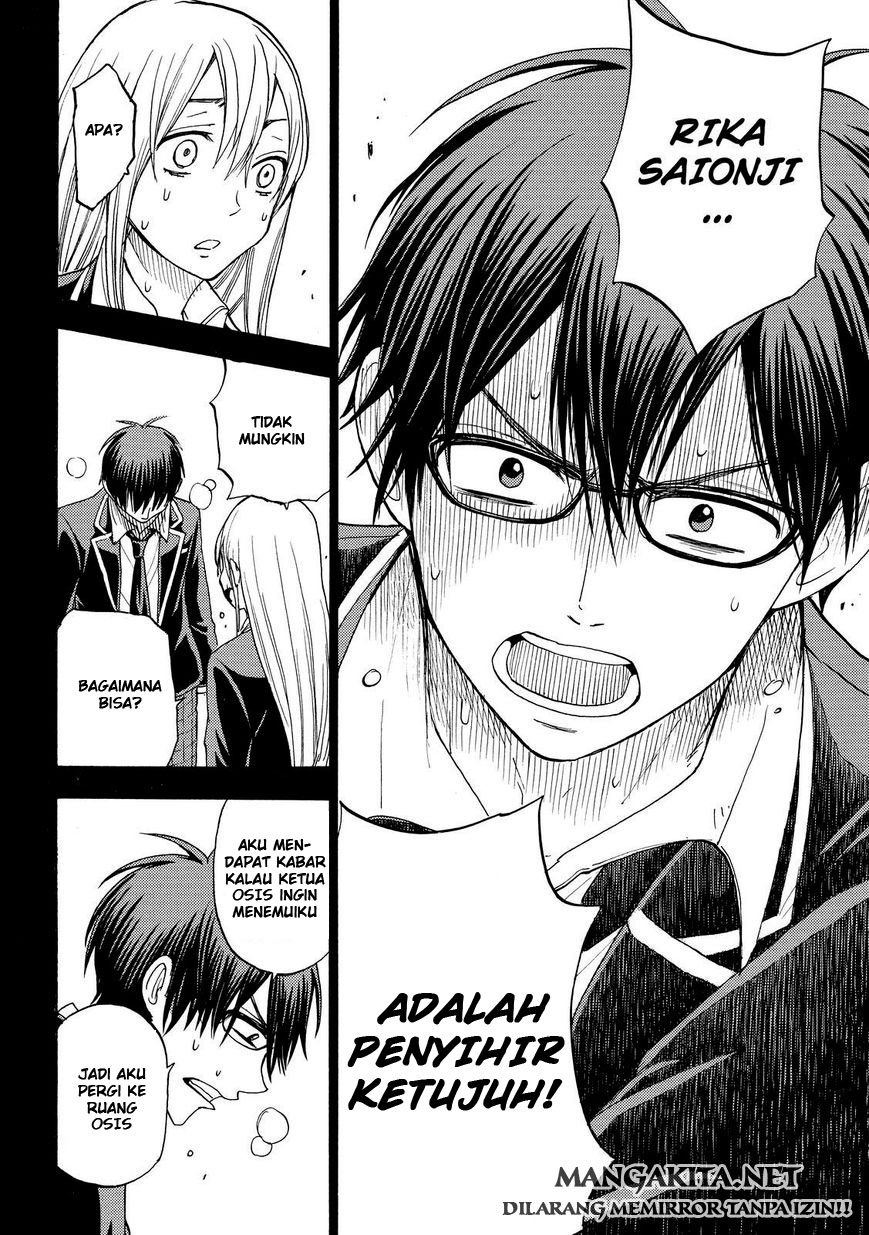 RIKA
SAIONJI
...
ADALAH
PENYIHIR
KETUJUH!
APA?
TIDAK
MUNGKIN
BAGAIMANA
BISA?
AKU MEN-
DAPAT KABAR
KALAU KETUA
OSIS INGIN
MENEMUIKU
JADI AKU
PERGI KE
RUANG
OSIS
MANGAKITA.NET
DILARANG MEMIRROR TANPA IZIN!!